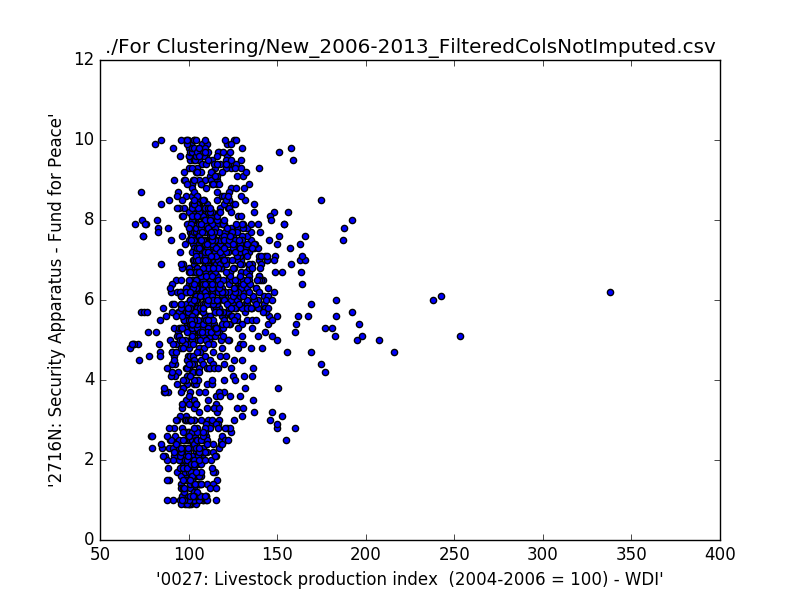 ./For Clustering/New_2006-2013_FilteredColsNotImputed.csv
12
10
8
6
4
2
0
'2716N: Security Apparatus - Fund for Peace'
50 100 150 200 250 300 350 400
'0027: Livestock production index  (2004-2006 = 100) - WDI'